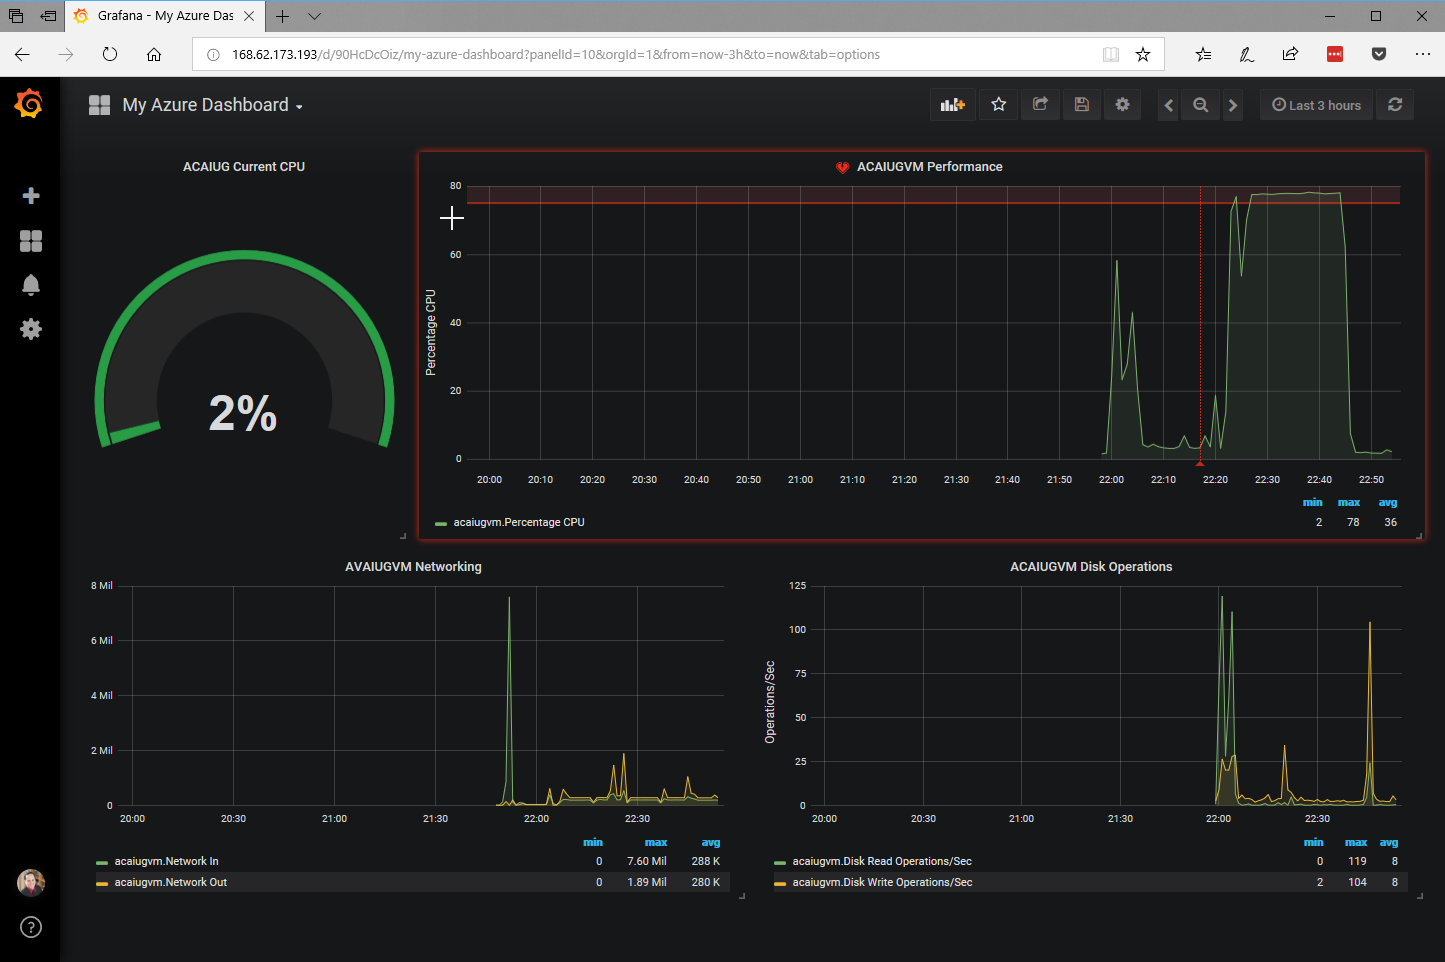 Grafana - My Azure Das
168.62.173.193/d/90HcDcOiz/my-azure-dashboard?panelId=10&orgId=1&from=now-3h&to=now&tab=options
My Azure Dashboard
Last 3 hours
ACAIUG Current CPU
2%
ACAIUGVM Performance
Percentage CPU
80
60
40
20
0
20:00 20:10 20:20 20:30 20:40 20:50 21:00 21:10 21:20 21:30 21:40 21:50 22:00 22:10 22:20 22:30 22:40 22:50
min max avg
acaiugvm.Percentage CPU 2 78 36
AVAIUGVM Networking
8 Mil
6 Mil
4 Mil
2 Mil
0
20:00 20:30 21:00 21:30 22:00 22:30
min max avg
acaiugvm.Network In 0 7.60 Mil 288 K
acaiugvm.Network Out 0 1.89 Mil 280 K
ACAIUGVM Disk Operations
Operations/Sec
125
100
75
50
25
0
20:00 20:30 21:00 21:30 22:00 22:30
min max avg
acaiugvm.Disk Read Operations/Sec 0 119 8
acaiugvm.Disk Write Operations/Sec 2 104 8